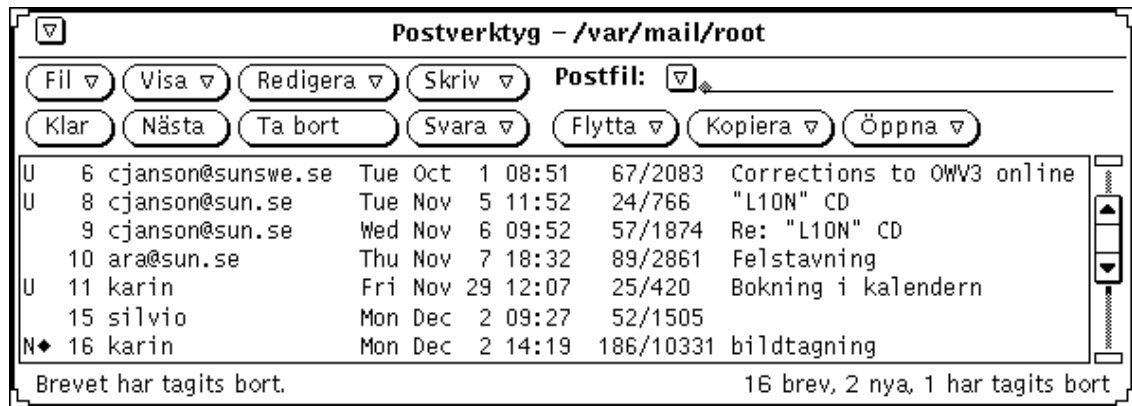 Postverktyg – /var/mail/root
Fil Visa Redigera Skriv Postfil:
Klar Nästa Ta bort Svara Flytta Kopiera Öppna
U 6 cjanson@sunswe.se Tue Oct 1 08:51 67/2083 Corrections to OWV3 online
U 8 cjanson@sun.se Tue Nov 5 11:52 24/766 "L10N" CD
9 cjanson@sun.se Wed Nov 6 09:52 57/1874 Re: "L10N" CD
10 ara@sun.se Thu Nov 7 18:32 89/2861 Felstavning
U 11 karin Fri Nov 29 12:07 25/420 Bokning i kalendern
15 silvio Mon Dec 2 09:27 52/1505
N◆ 16 karin Mon Dec 2 14:19 186/10331 bildtagning
Brevet har tagits bort. 16 brev, 2 nya, 1 har tagits bort